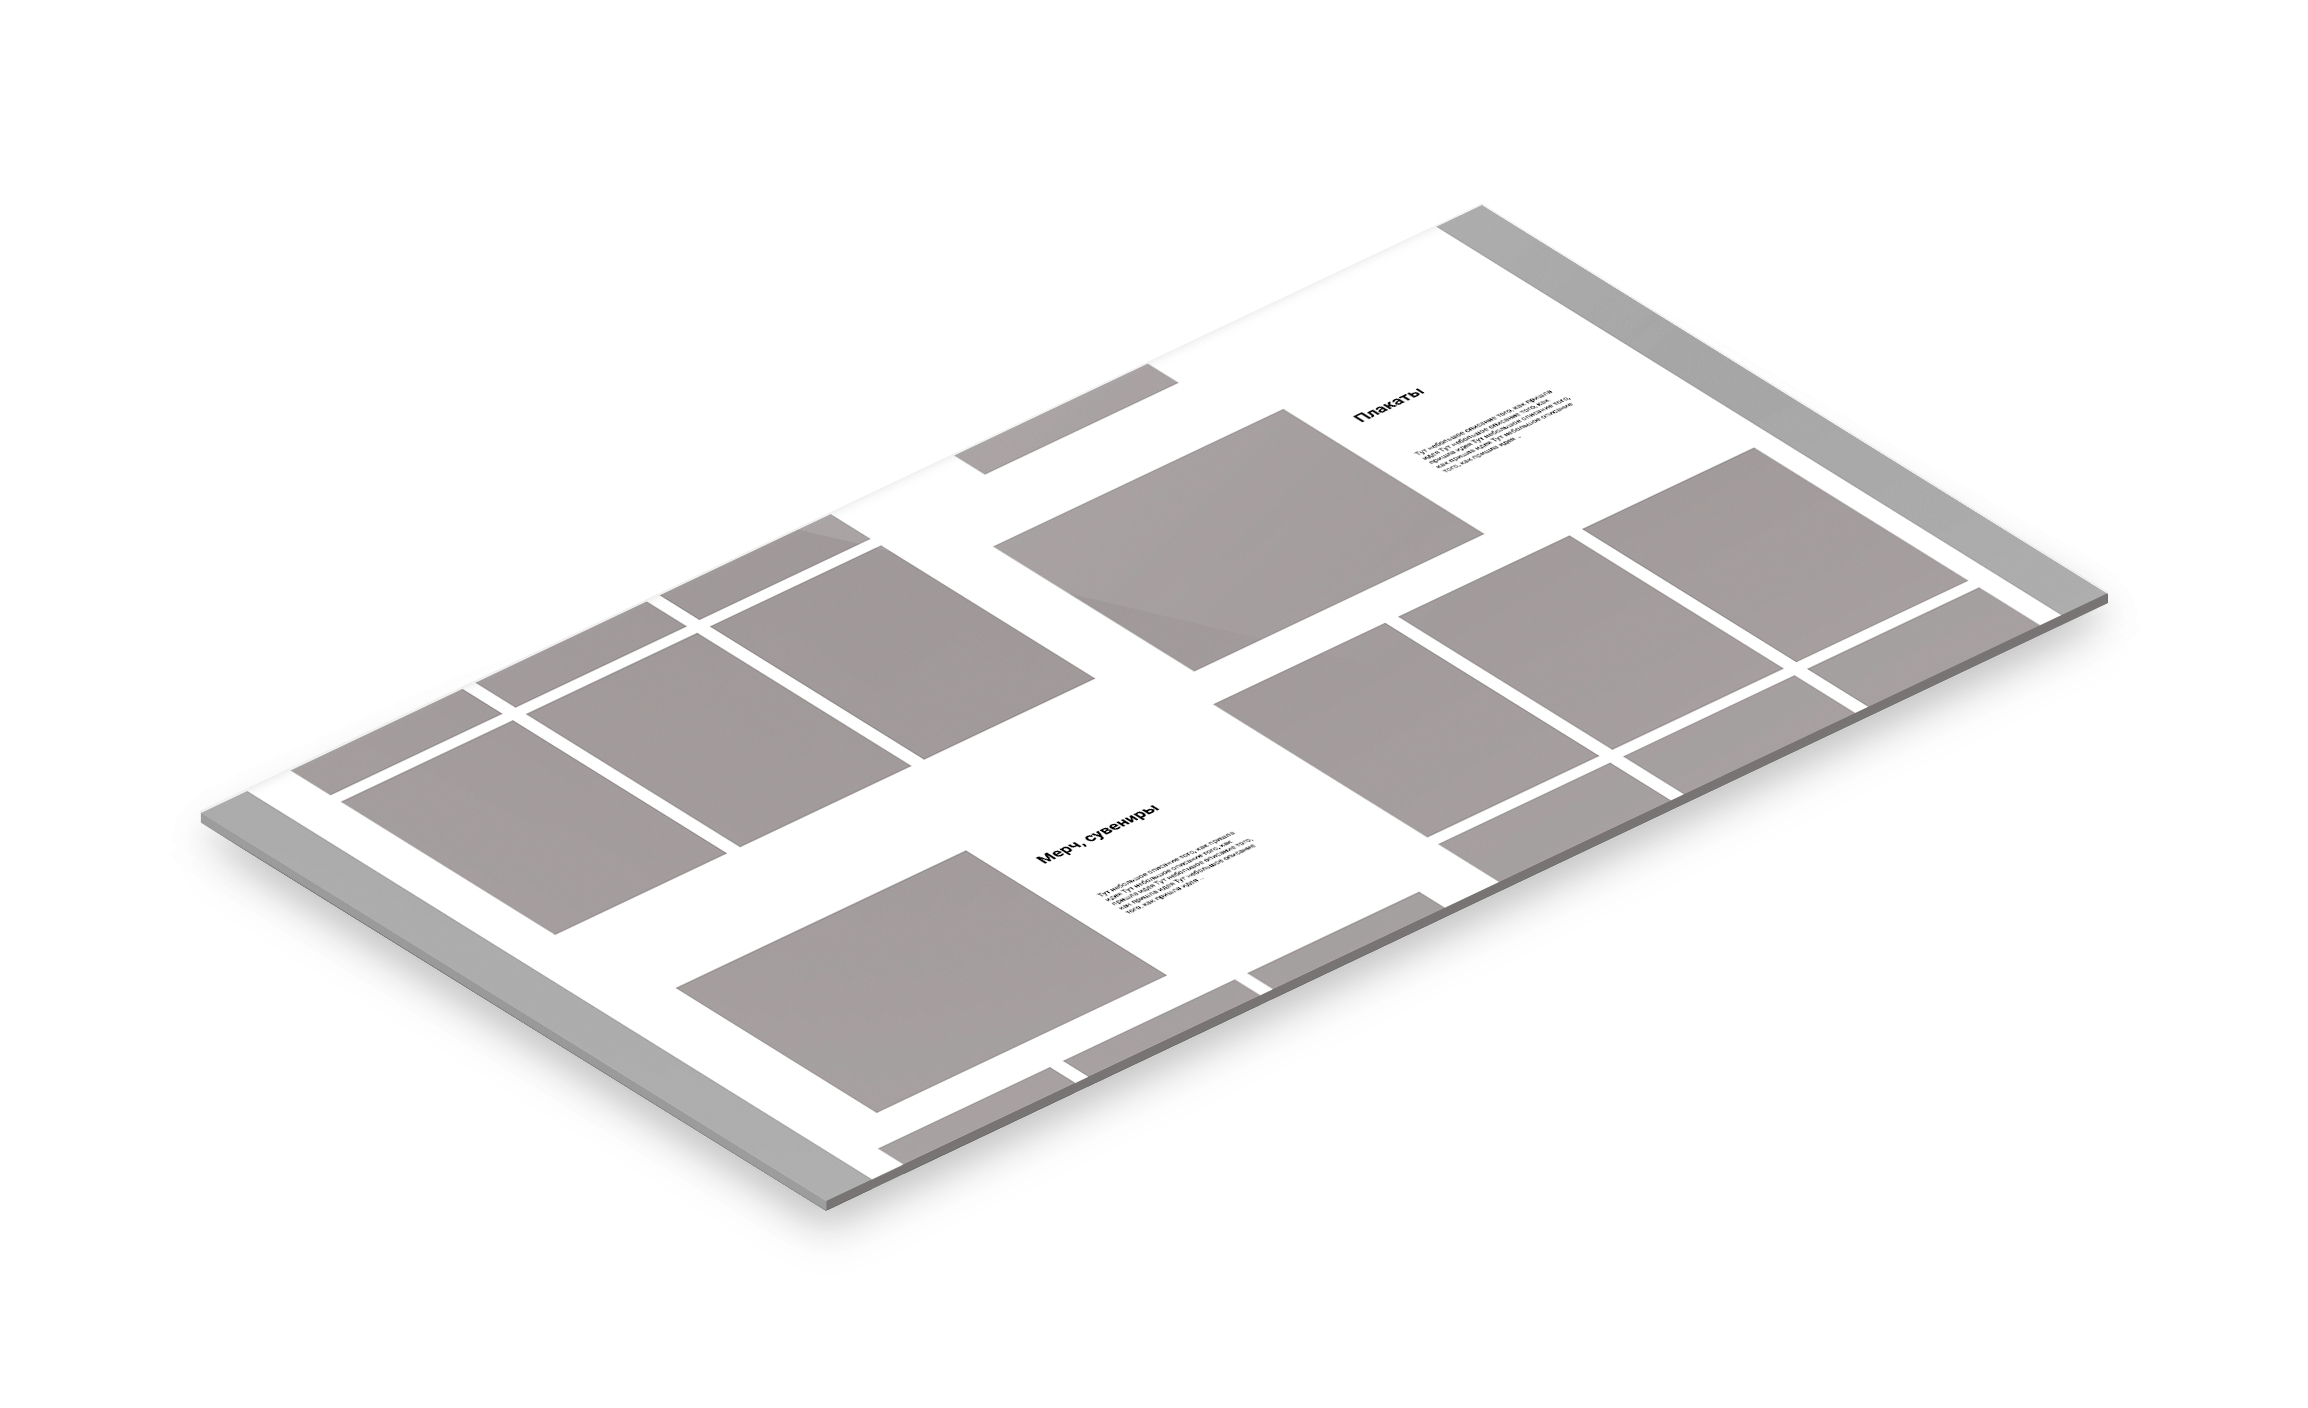 Плакаты
Тут небольшое описание того, как пришла
идея Тут небольшое описание того, как
пришла идея Тут небольшое описание того,
как пришла идея Тут небольшое описание
того, как пришла идея ..
Мерч, сувениры
Тут небольшое описание того, как пришла
идея Тут небольшое описание того, как
пришла идея Тут небольшое описание того,
как пришла идея Тут небольшое описание
того, как пришла идея ..